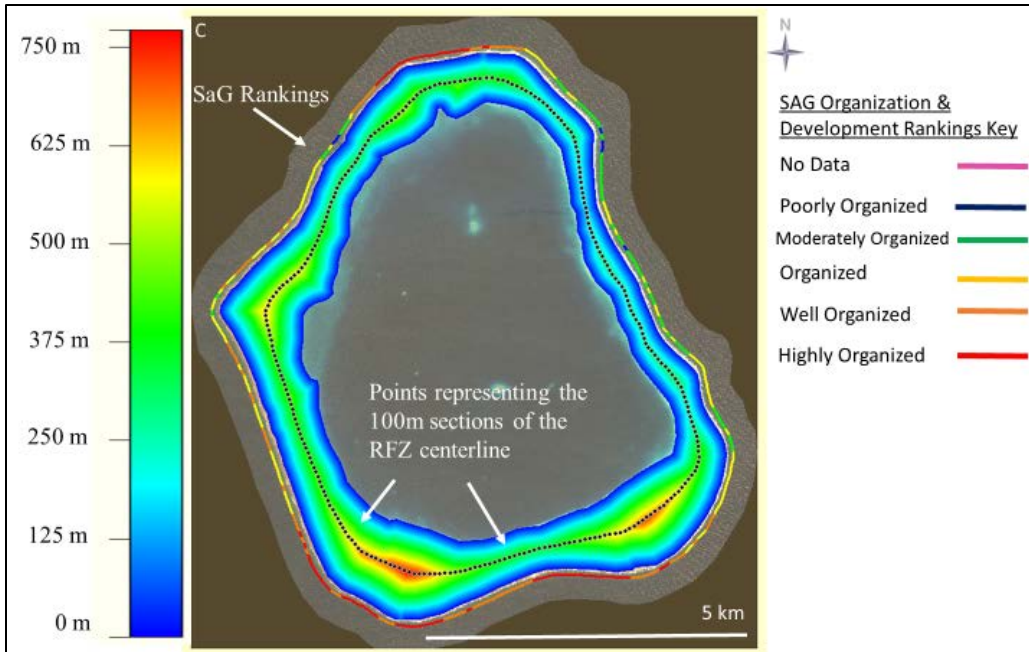 750 m
625 m
500 m
375 m
250 m
125 m
0 m
C
SaG Rankings
Points representing the
100m sections of the
RFZ centerline
5 km
N
SAG Organization &
Development Rankings Key
No Data
Poorly Organized
Moderately Organized
Organized
Well Organized
Highly Organized